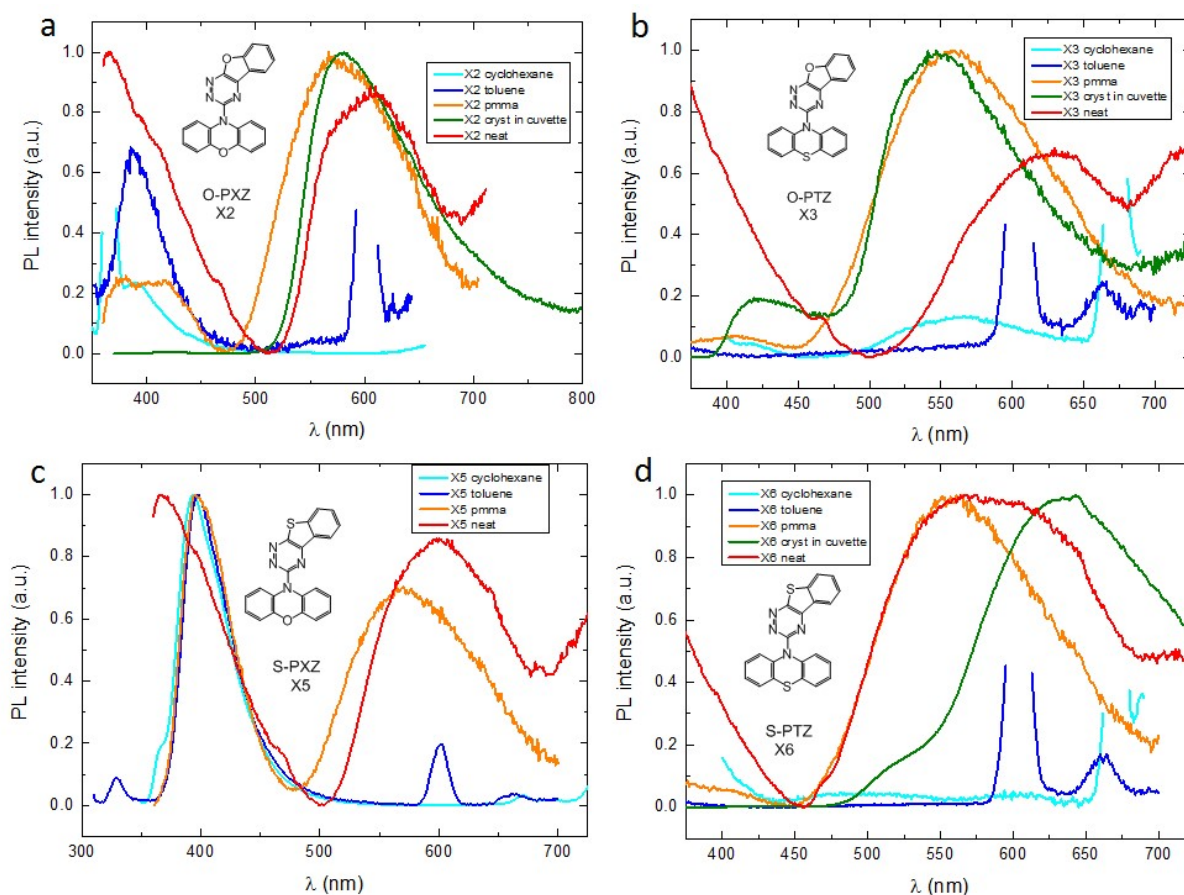 a
PL intensity (a.u.)
1.0
0.8
0.6
0.4
0.2
0.0
400 500 600 700 800
λ (nm)
O
N
N
N
N
O
O-PXZ
X2
X2 cyclohexane
X2 toluene
X2 pmma
X2 cryst in cuvette
X2 neat
b
PL intensity (a.u.)
1.0
0.8
0.6
0.4
0.2
0.0
400 450 500 550 600 650 700
λ (nm)
O
N
N
N
N
S
O-PTZ
X3
X3 cyclohexane
X3 toluene
X3 pmma
X3 cryst in cuvette
X3 neat
c
PL intensity (a.u.)
1.0
0.8
0.6
0.4
0.2
0.0
300 400 500 600 700
λ (nm)
S
N
N
N
N
O
S-PXZ
X5
X5 cyclohexane
X5 toluene
X5 pmma
X5 neat
d
PL intensity (a.u.)
1.0
0.8
0.6
0.4
0.2
0.0
400 450 500 550 600 650 700
λ (nm)
X6 cyclohexane
X6 toluene
X6 pmma
X6 cryst in cuvette
X6 neat
S
N
N
N
N
S
S-PTZ
X6